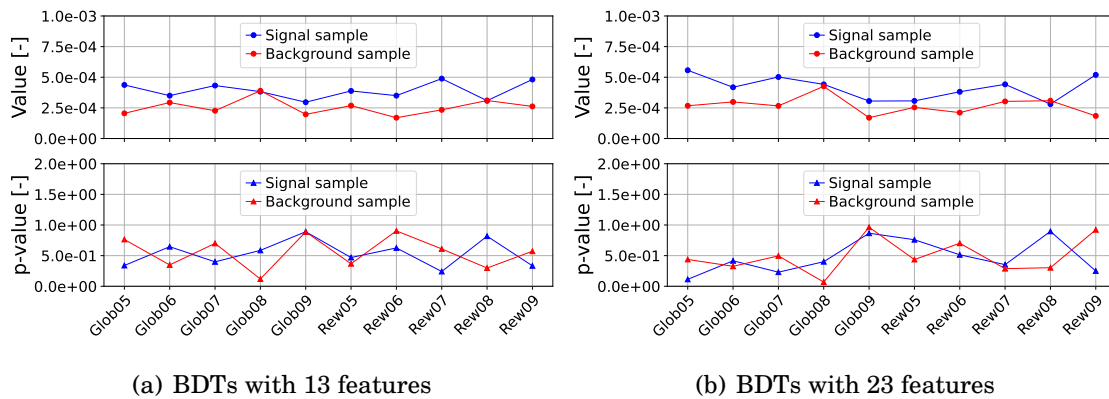 1.0e-03
7.5e-04
5.0e-04
2.5e-04
0.0e+00
Value [-]
Signal sample
Background sample
2.0e+00
1.5e+00
1.0e+00
5.0e-01
0.0e+00
p-value [-]
Signal sample
Background sample
Glob05
Glob06
Glob07
Glob08
Glob09
Rew05
Rew06
Rew07
Rew08
Rew09
(a) BDTs with 13 features
1.0e-03
7.5e-04
5.0e-04
2.5e-04
0.0e+00
Value [-]
Signal sample
Background sample
2.0e+00
1.5e+00
1.0e+00
5.0e-01
0.0e+00
p-value [-]
Signal sample
Background sample
Glob05
Glob06
Glob07
Glob08
Glob09
Rew05
Rew06
Rew07
Rew08
Rew09
(b) BDTs with 23 features